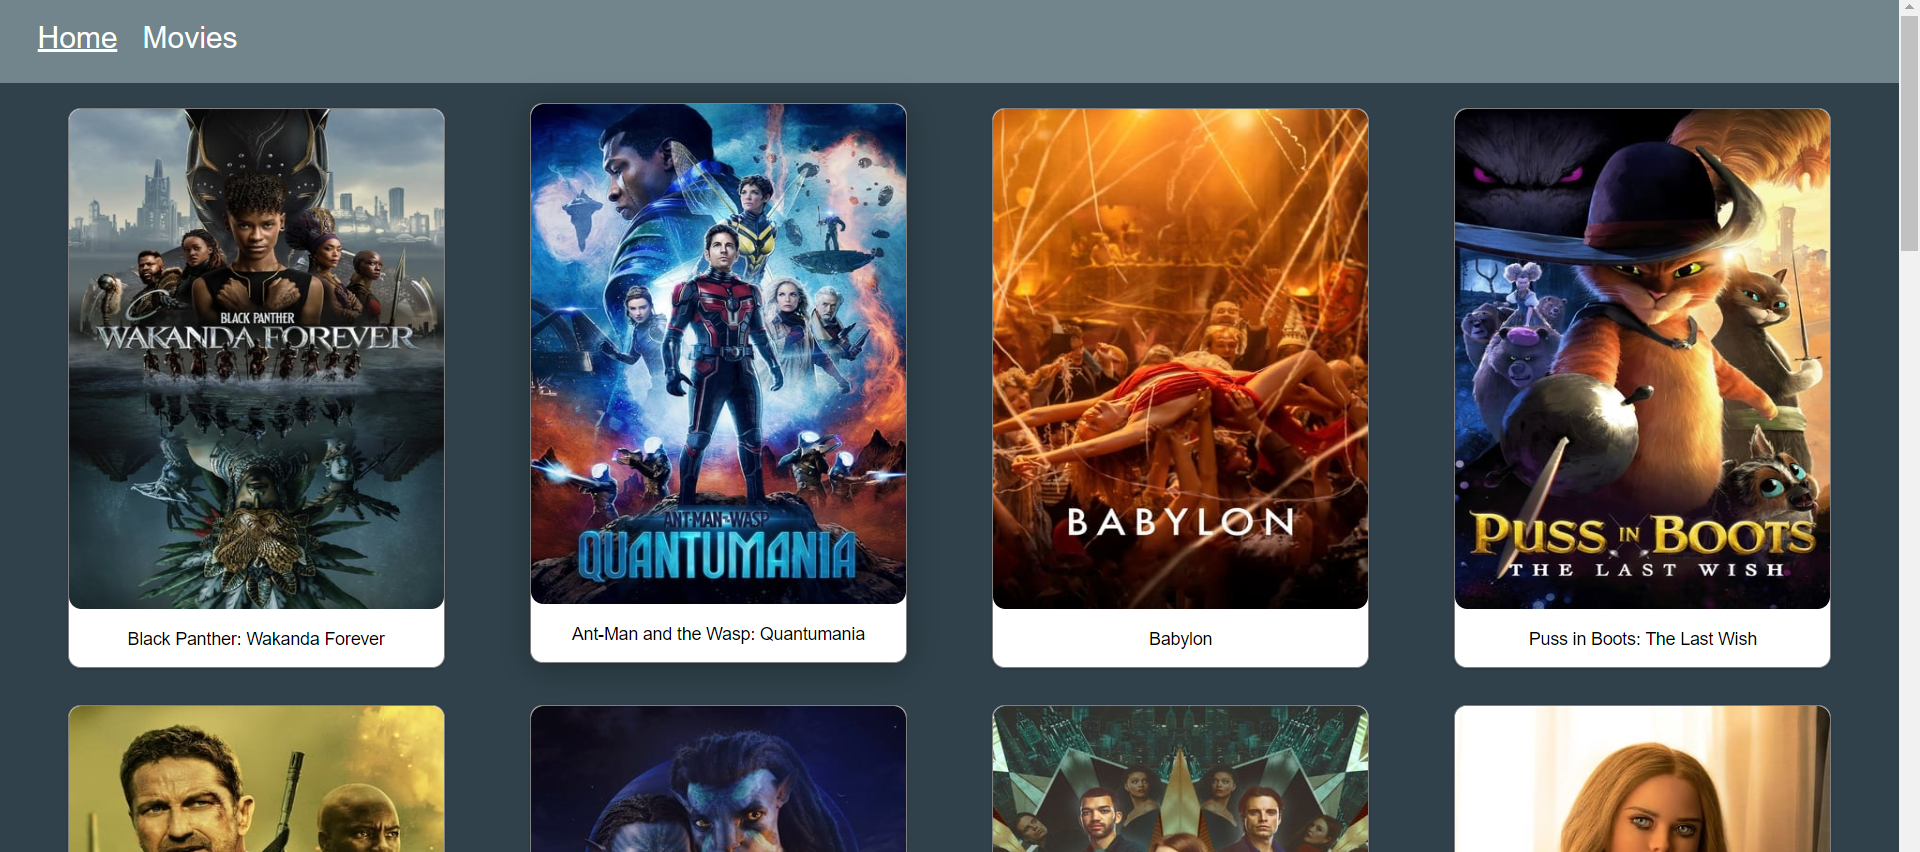 Home Movies
BLACK PANTHER
WAKANDA FOREVER
Black Panther: Wakanda Forever
ANT-MAN AND THE WASP
QUANTUMANIA
Ant-Man and the Wasp: Quantumania
BABYLON
Babylon
PUSS IN BOOTS
THE LAST WISH
Puss in Boots: The Last Wish